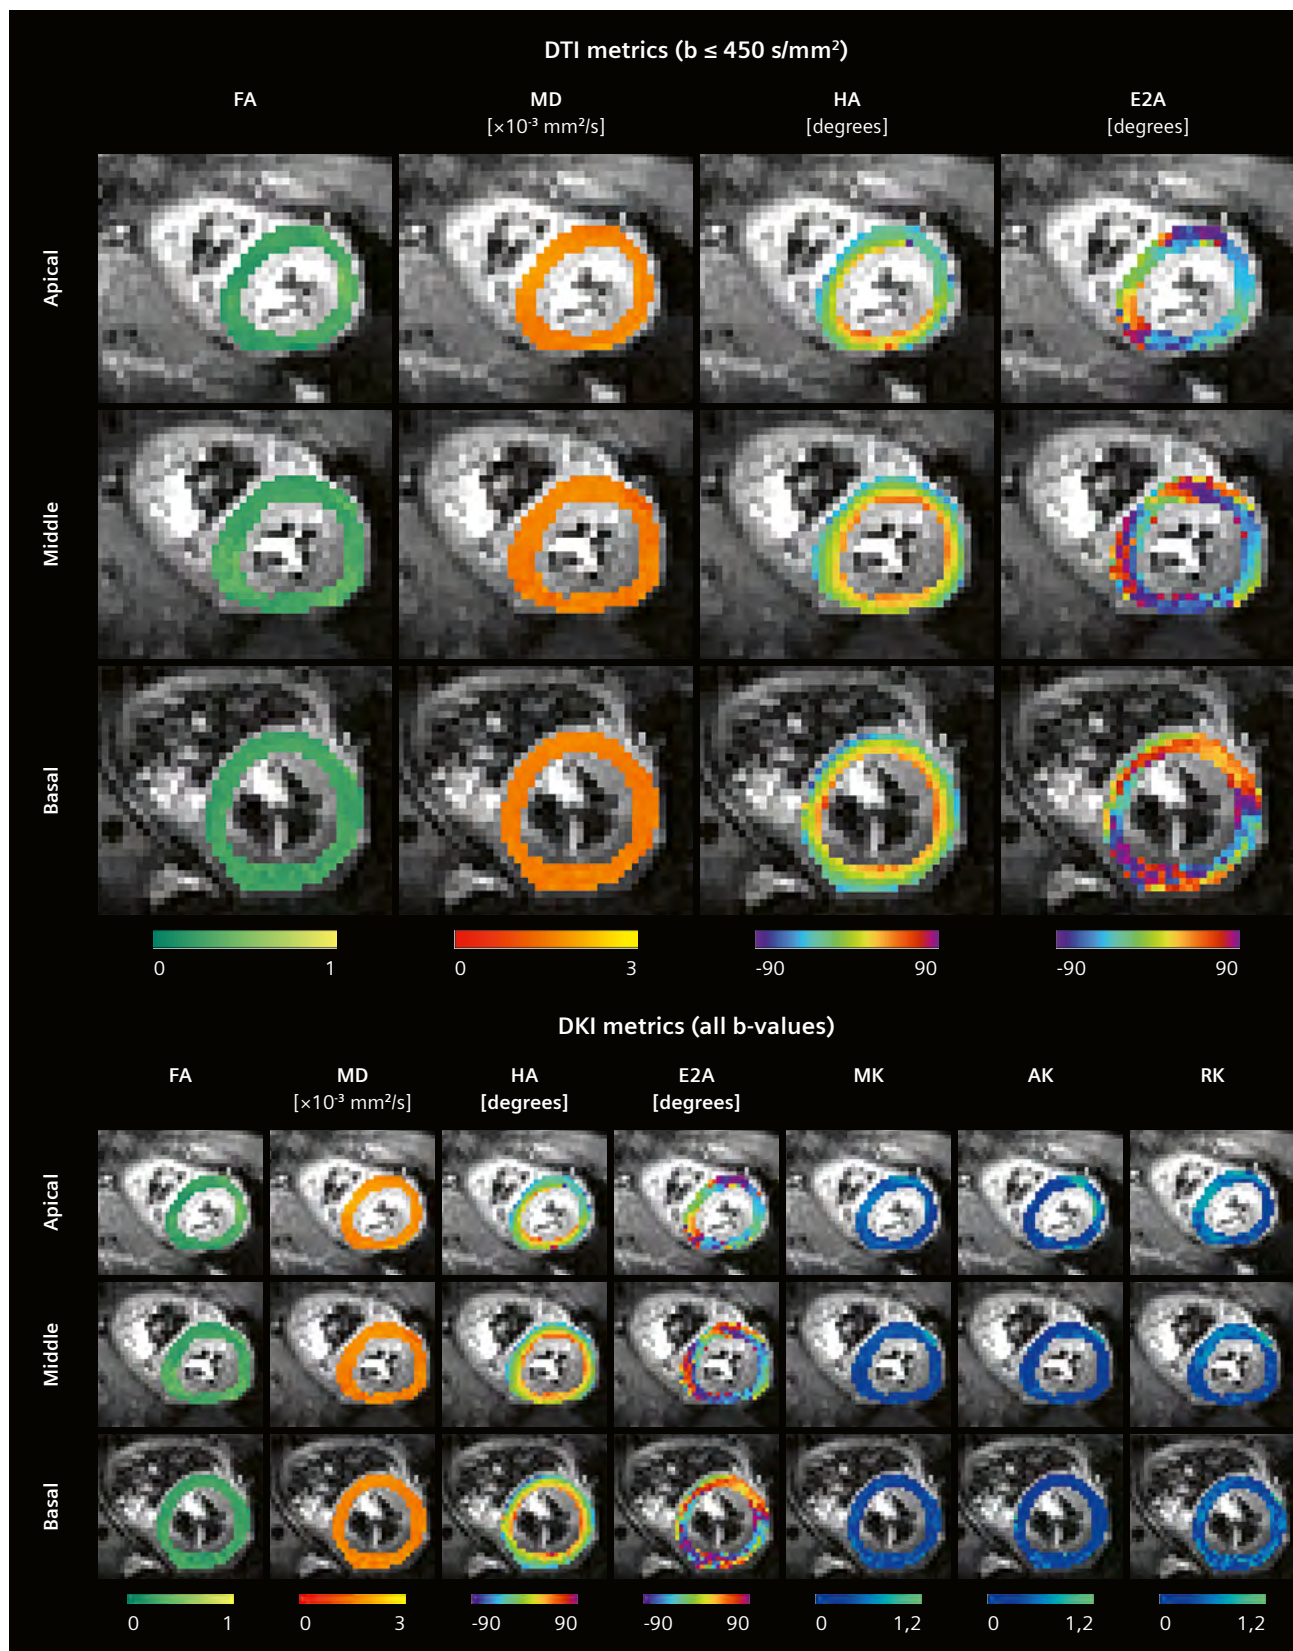 DTI metrics (b ≤ 450 s/mm²)
FA MD HA E2A
[×10⁻³ mm²/s] [degrees] [degrees]
Apical
Middle
Basal
0 1 0 3 -90 90 -90 90
DKI metrics (all b-values)
FA MD HA E2A MK AK RK
[×10⁻³ mm²/s] [degrees] [degrees]
Apical
Middle
Basal
0 1 0 3 -90 90 -90 90 0 1,2 0 1,2 0 1,2